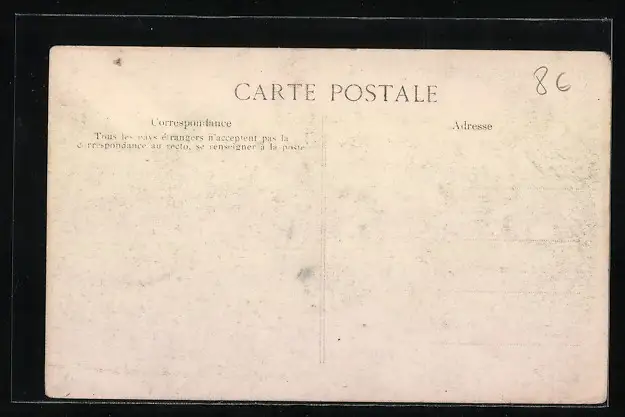 86
CARTE POSTALE
Correspondance
Tous les pays étrangers n'acceptent pas la
correspondance au recto, se renseigner à la poste
Adresse